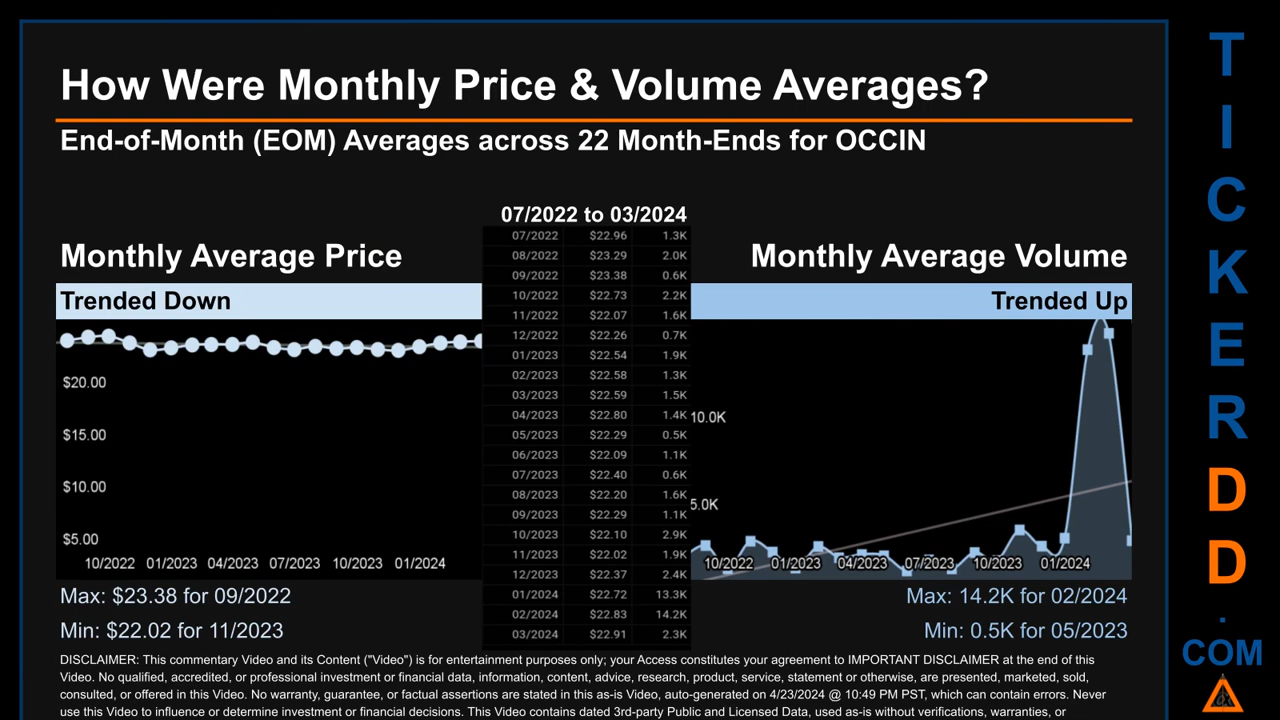 How Were Monthly Price & Volume Averages?
End-of-Month (EOM) Averages across 22 Month-Ends for OCCIN
07/2022 to 03/2024
Monthly Average Price
Trended Down
$20.00
$15.00
$10.00
$5.00
10/2022 01/2023 04/2023 07/2023 10/2023 01/2024
Max: $23.38 for 09/2022
Min: $22.02 for 11/2023
07/2022 $22.96 1.3K
08/2022 $23.29 2.0K
09/2022 $23.38 0.6K
10/2022 $22.73 2.2K
11/2022 $22.07 1.6K
12/2022 $22.26 0.7K
01/2023 $22.54 1.9K
02/2023 $22.58 1.3K
03/2023 $22.59 1.5K
04/2023 $22.80 1.4K
05/2023 $22.29 0.5K
06/2023 $22.09 1.1K
07/2023 $22.40 0.6K
08/2023 $22.20 1.6K
09/2023 $22.29 1.1K
10/2023 $22.10 2.9K
11/2023 $22.02 1.9K
12/2023 $22.37 2.4K
01/2024 $22.72 13.3K
02/2024 $22.83 14.2K
03/2024 $22.91 2.3K
Monthly Average Volume
Trended Up
10.0K
5.0K
10/2022 01/2023 04/2023 07/2023 10/2023 01/2024
Max: 14.2K for 02/2024
Min: 0.5K for 05/2023
DISCLAIMER: This commentary Video and its Content ("Video") is for entertainment purposes only; your Access constitutes your agreement to IMPORTANT DISCLAIMER at the end of this
Video. No qualified, accredited, or professional investment or financial data, information, content, advice, research, product, service, statement or otherwise, are presented, marketed, sold,
consulted, or offered in this Video. No warranty, guarantee, or factual assertions are stated in this as-is Video, auto-generated on 4/23/2024 @ 10:49 PM PST, which can contain errors. Never
use this Video to influence or determine investment or financial decisions. This Video contains dated 3rd-party Public and Licensed Data, used as-is without verifications, warranties, or
T
I
C
K
E
R
D
D
.
COM